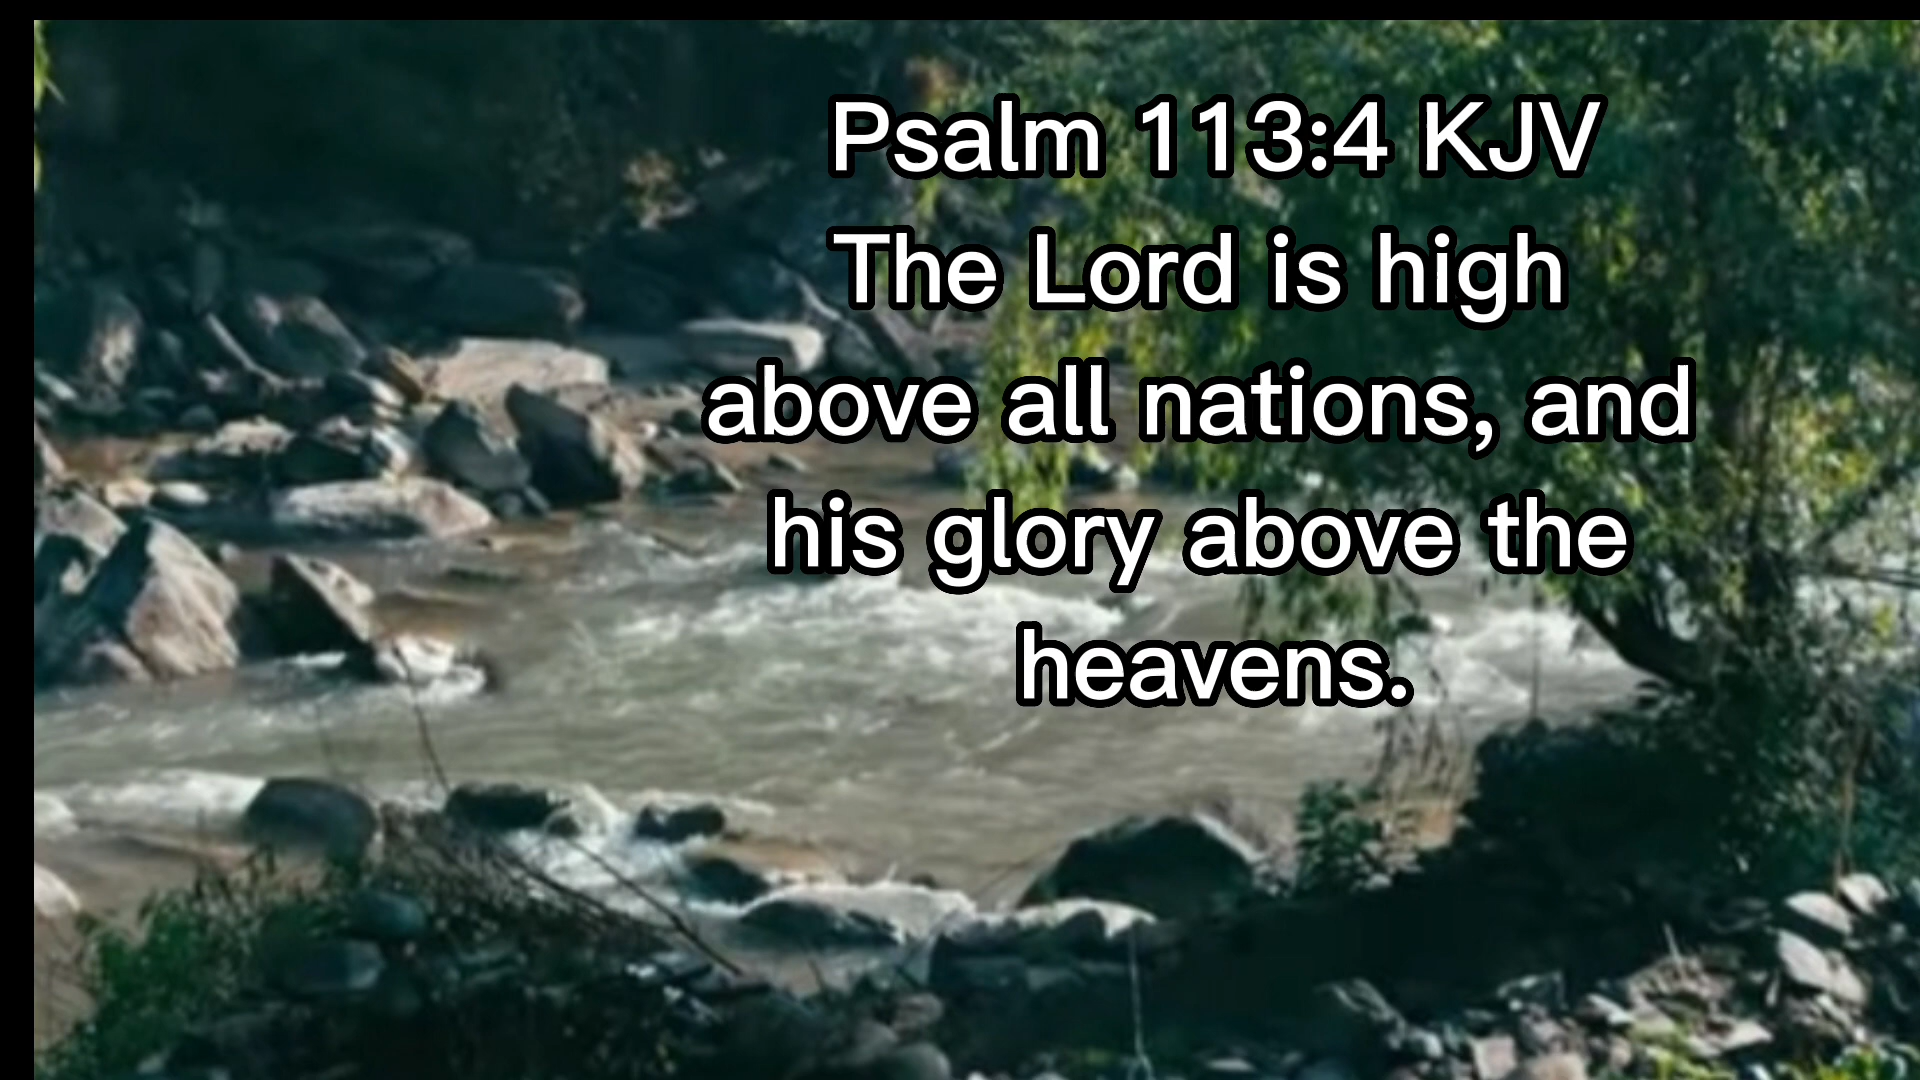 Psalm 113:4 KJV
The Lord is high
above all nations, and
his glory above the
heavens.